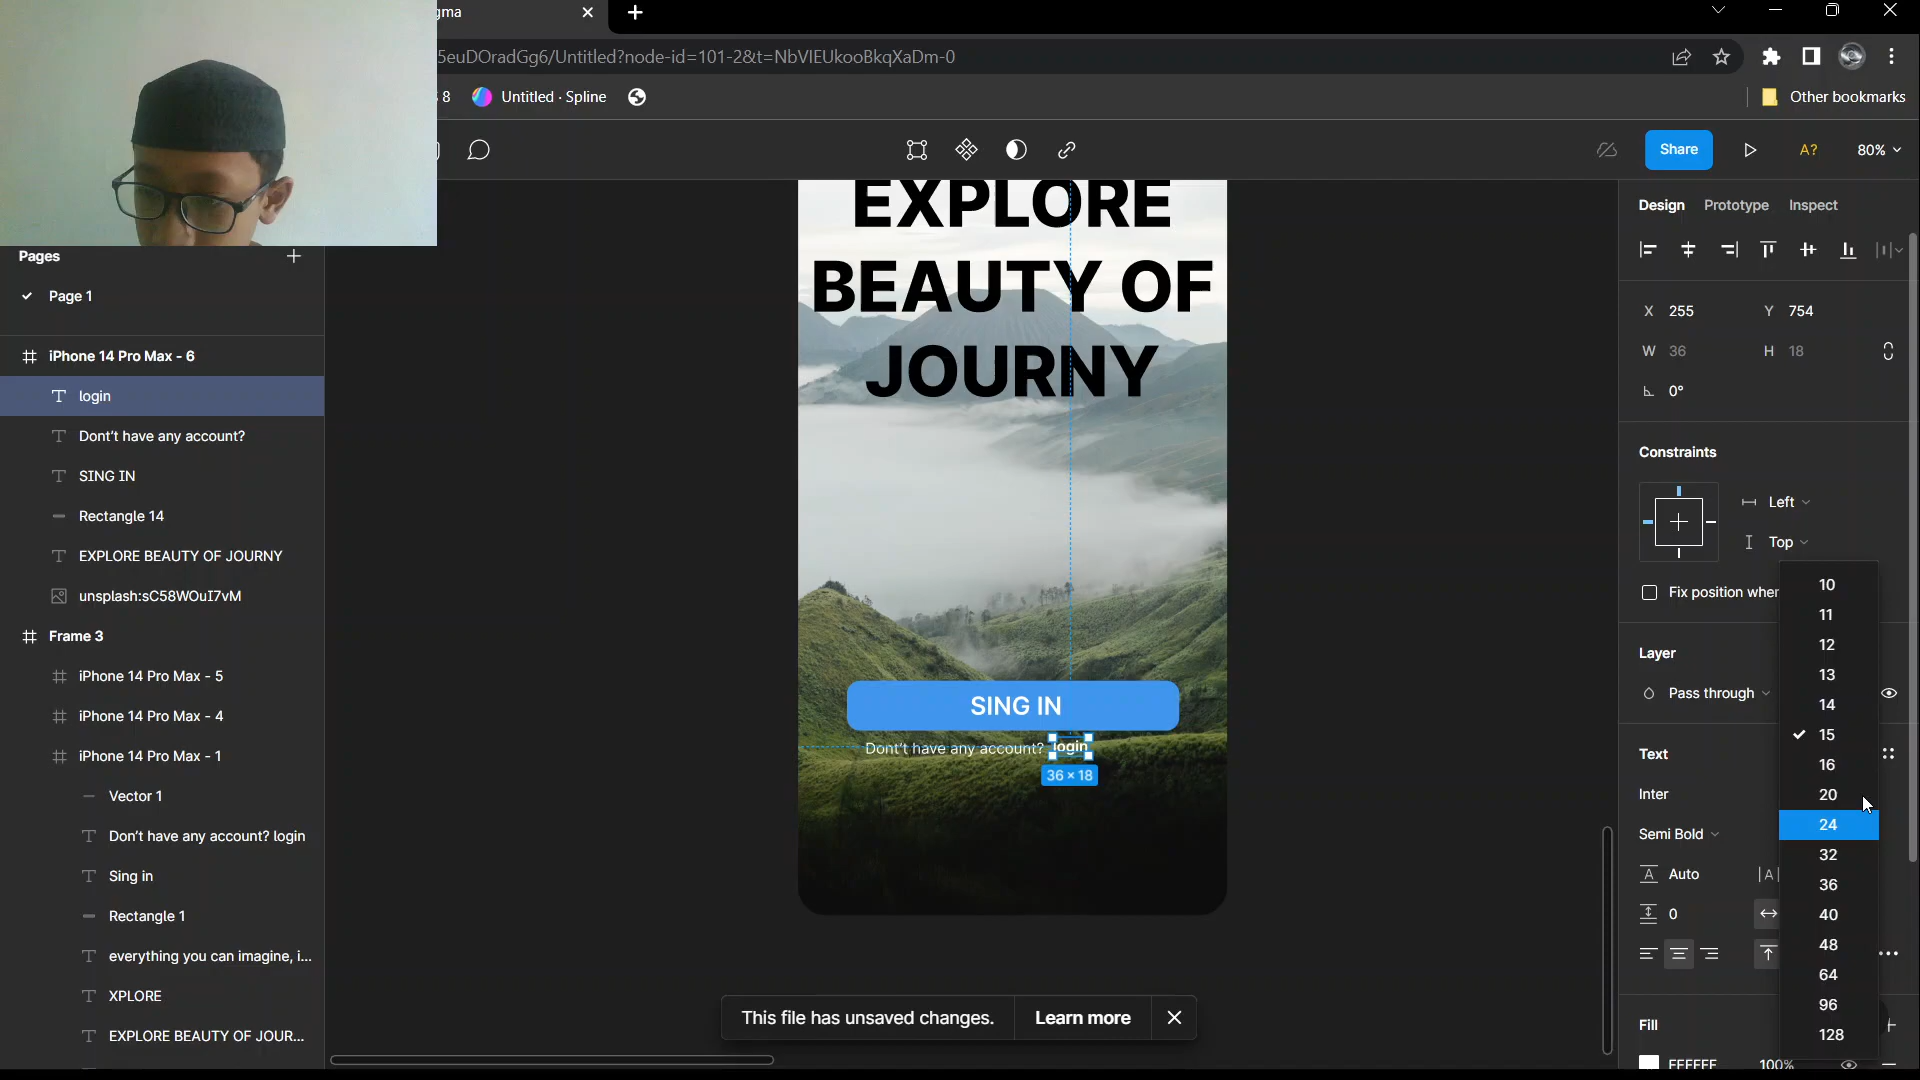 gma
5euDOradGg6/Untitled?node-id=101-2&t=NbVIEUkooBkqXaDm-0
8
Untitled · Spline
Other bookmarks
Share
A?
80%
Pages
Page 1
iPhone 14 Pro Max - 6
login
Dont't have any account?
SING IN
Rectangle 14
EXPLORE BEAUTY OF JOURNY
unsplash:sC58WOuI7vM
Frame 3
iPhone 14 Pro Max - 5
iPhone 14 Pro Max - 4
iPhone 14 Pro Max - 1
Vector 1
Don't have any account? login
Sing in
Rectangle 1
everything you can imagine, i...
XPLORE
EXPLORE BEAUTY OF JOUR...
EXPLORE
BEAUTY OF
JOURNY
SING IN
Dont't have any account? login
36 × 18
This file has unsaved changes.
Learn more
Design Prototype Inspect
X 255 Y 754
W 36 H 18
0°
Constraints
Left
Top
Fix position wher
Layer
Pass through
Text
Inter
Semi Bold
Auto
|A|
0
Fill
FFFFFF 100%
10
11
12
13
14
15
16
20
24
32
36
40
48
64
96
128